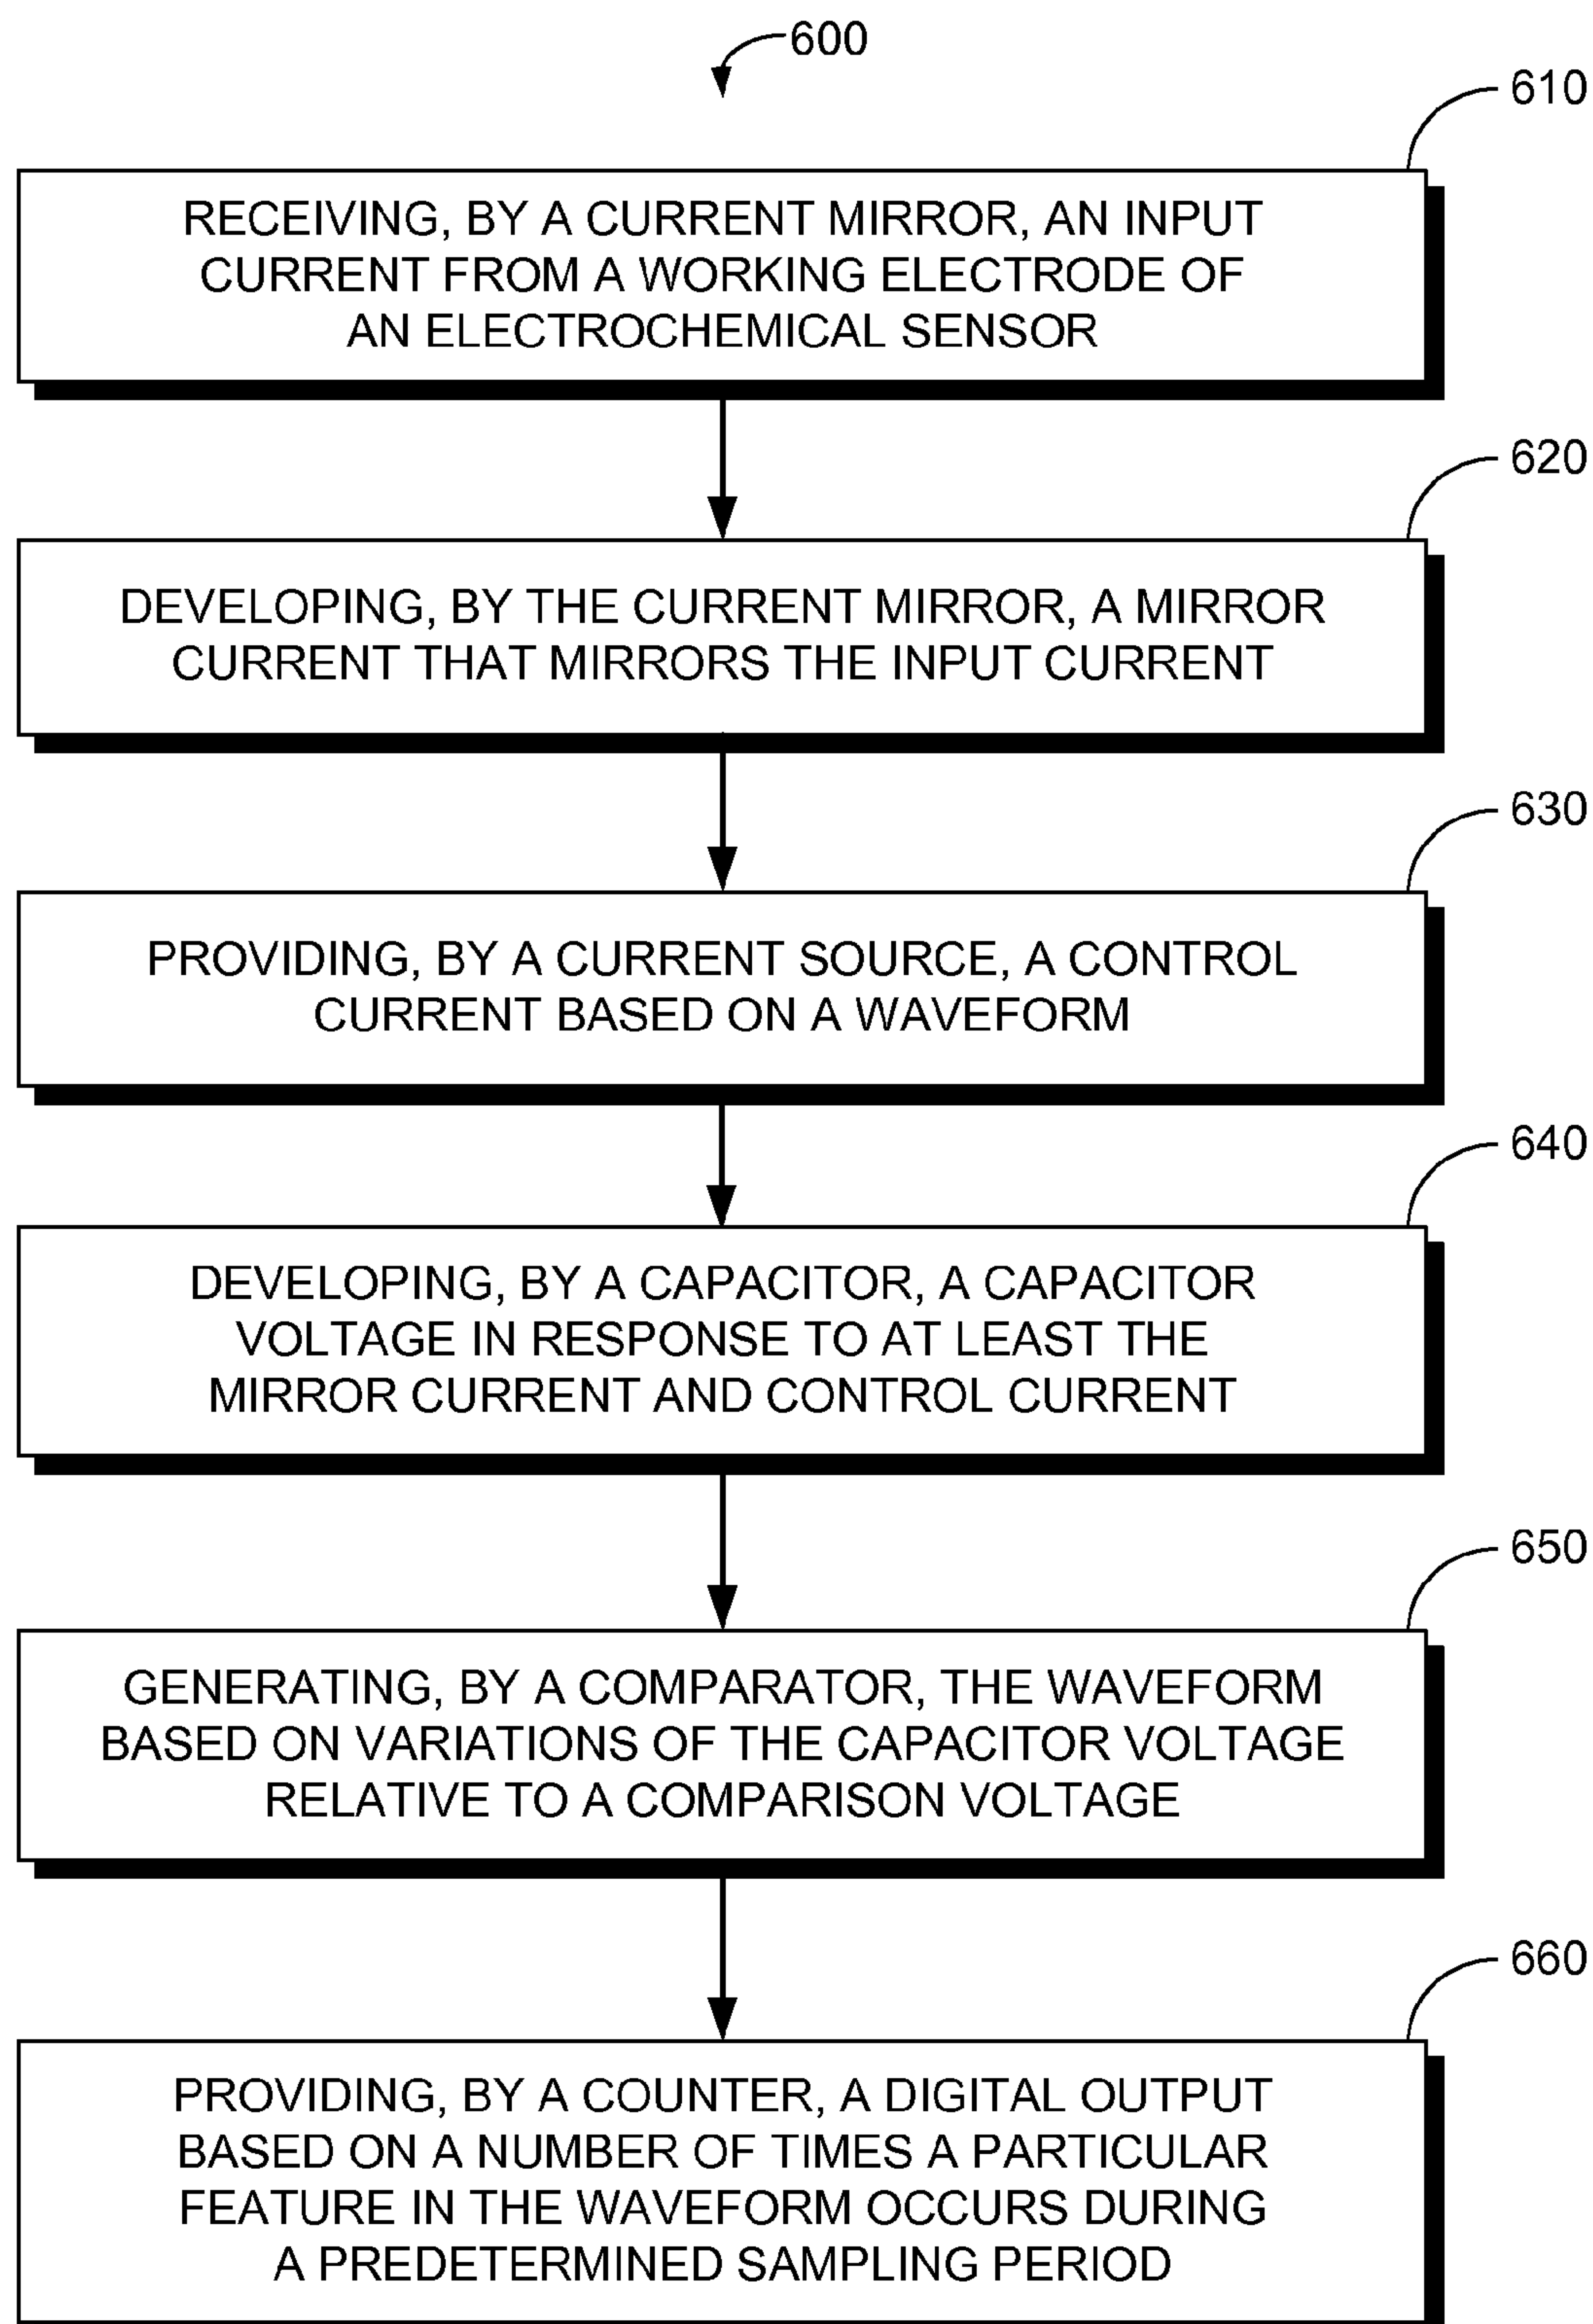 600
610
RECEIVING, BY A CURRENT MIRROR, AN INPUT
CURRENT FROM A WORKING ELECTRODE OF
AN ELECTROCHEMICAL SENSOR
620
DEVELOPING, BY THE CURRENT MIRROR, A MIRROR
CURRENT THAT MIRRORS THE INPUT CURRENT
630
PROVIDING, BY A CURRENT SOURCE, A CONTROL
CURRENT BASED ON A WAVEFORM
640
DEVELOPING, BY A CAPACITOR, A CAPACITOR
VOLTAGE IN RESPONSE TO AT LEAST THE
MIRROR CURRENT AND CONTROL CURRENT
650
GENERATING, BY A COMPARATOR, THE WAVEFORM
BASED ON VARIATIONS OF THE CAPACITOR VOLTAGE
RELATIVE TO A COMPARISON VOLTAGE
660
PROVIDING, BY A COUNTER, A DIGITAL OUTPUT
BASED ON A NUMBER OF TIMES A PARTICULAR
FEATURE IN THE WAVEFORM OCCURS DURING
A PREDETERMINED SAMPLING PERIOD